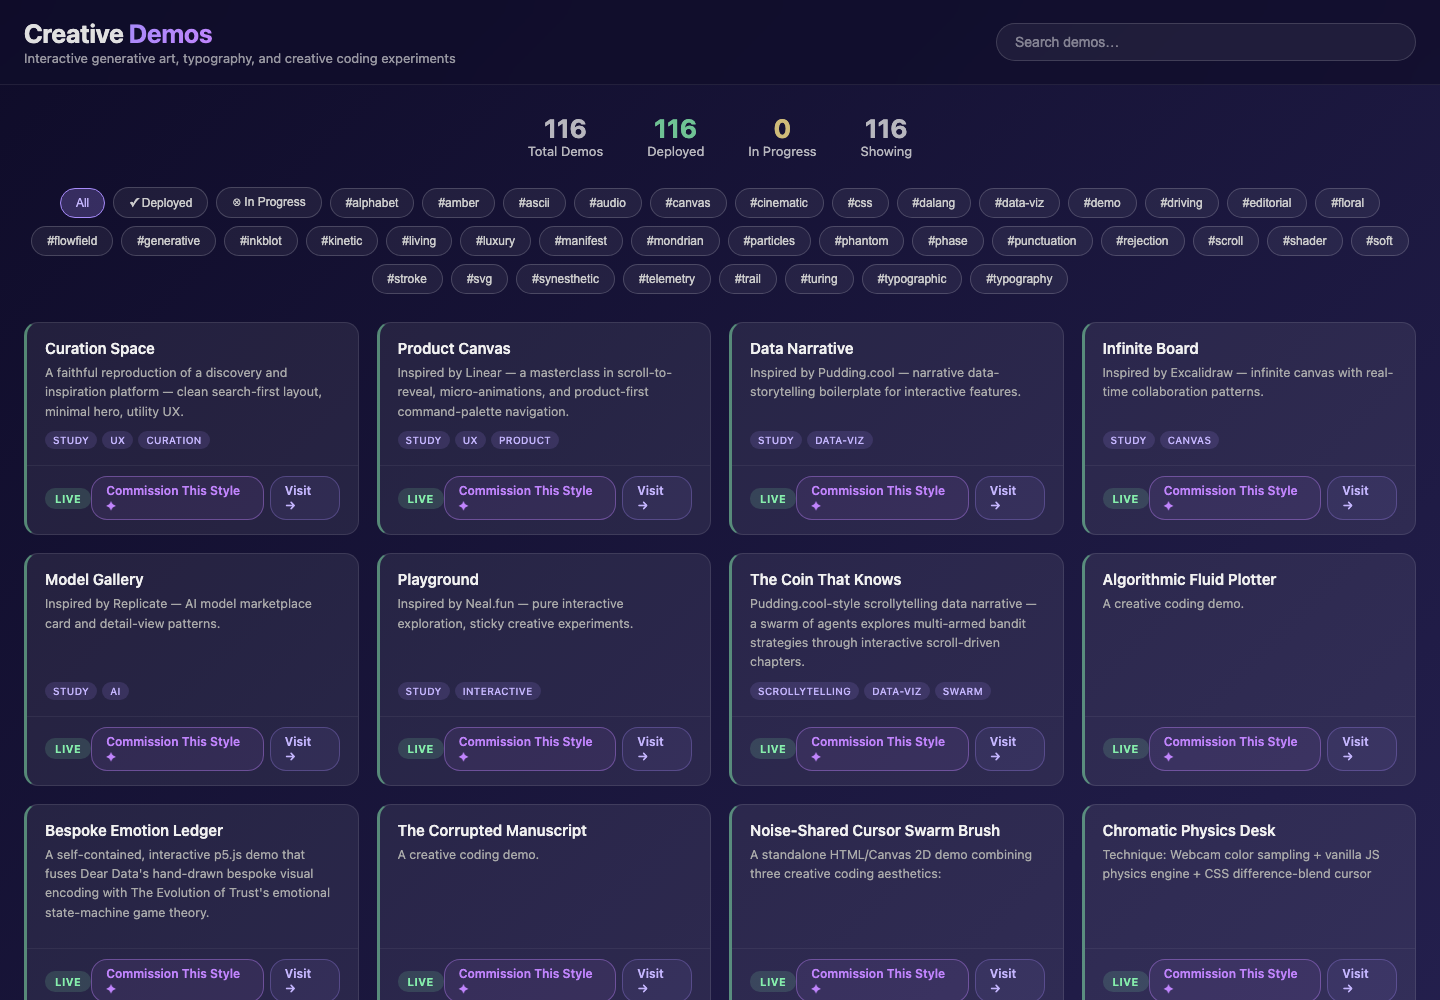 Creative Demos
Interactive generative art, typography, and creative coding experiments
Search demos...
116
Total Demos
116
Deployed
0
In Progress
116
Showing
All
✓ Deployed
⊗ In Progress
#alphabet
#amber
#ascii
#audio
#canvas
#cinematic
#css
#dalang
#data-viz
#demo
#driving
#editorial
#floral
#flowfield
#generative
#inkblot
#kinetic
#living
#luxury
#manifest
#mondrian
#particles
#phantom
#phase
#punctuation
#rejection
#scroll
#shader
#soft
#stroke
#svg
#synesthetic
#telemetry
#trail
#turing
#typographic
#typography
Curation Space
A faithful reproduction of a discovery and
inspiration platform — clean search-first layout,
minimal hero, utility UX.
STUDY
UX
CURATION
LIVE
Commission This Style
✦
Visit
→
Product Canvas
Inspired by Linear — a masterclass in scroll-to-
reveal, micro-animations, and product-first
command-palette navigation.
STUDY
UX
PRODUCT
LIVE
Commission This Style
✦
Visit
→
Data Narrative
Inspired by Pudding.cool — narrative data-
storytelling boilerplate for interactive features.
STUDY
DATA-VIZ
LIVE
Commission This Style
✦
Visit
→
Infinite Board
Inspired by Excalidraw — infinite canvas with real-
time collaboration patterns.
STUDY
CANVAS
LIVE
Commission This Style
✦
Visit
→
Model Gallery
Inspired by Replicate — AI model marketplace
card and detail-view patterns.
STUDY
AI
LIVE
Commission This Style
✦
Visit
→
Playground
Inspired by Neal.fun — pure interactive
exploration, sticky creative experiments.
STUDY
INTERACTIVE
LIVE
Commission This Style
✦
Visit
→
The Coin That Knows
Pudding.cool-style scrollytelling data narrative —
a swarm of agents explores multi-armed bandit
strategies through interactive scroll-driven
chapters.
SCROLLYTELLING
DATA-VIZ
SWARM
LIVE
Commission This Style
✦
Visit
→
Algorithmic Fluid Plotter
A creative coding demo.
LIVE
Commission This Style
✦
Visit
→
Bespoke Emotion Ledger
A self-contained, interactive p5.js demo that
fuses Dear Data's hand-drawn bespoke visual
encoding with The Evolution of Trust's emotional
state-machine game theory.
LIVE
Commission This Style
✦
Visit
→
The Corrupted Manuscript
A creative coding demo.
LIVE
Commission This Style
✦
Visit
→
Noise-Shared Cursor Swarm Brush
A standalone HTML/Canvas 2D demo combining
three creative coding aesthetics:
LIVE
Commission This Style
✦
Visit
→
Chromatic Physics Desk
Technique: Webcam color sampling + vanilla JS
physics engine + CSS difference-blend cursor
LIVE
Commission This Style
✦
Visit
→